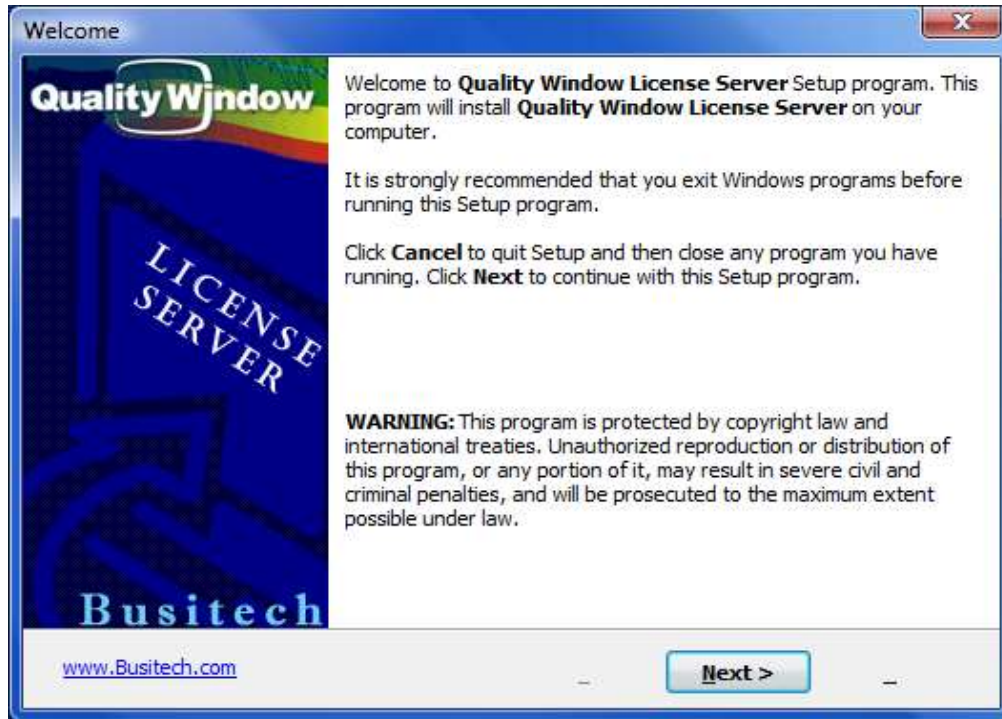 Welcome
Quality Window
LICENSE
SERVER
Busitech
Welcome to Quality Window License Server Setup program. This
program will install Quality Window License Server on your
computer.
It is strongly recommended that you exit Windows programs before
running this Setup program.
Click Cancel to quit Setup and then close any program you have
running. Click Next to continue with this Setup program.
WARNING: This program is protected by copyright law and
international treaties. Unauthorized reproduction or distribution of
this program, or any portion of it, may result in severe civil and
criminal penalties, and will be prosecuted to the maximum extent
possible under law.
www.Busitech.com
Next >